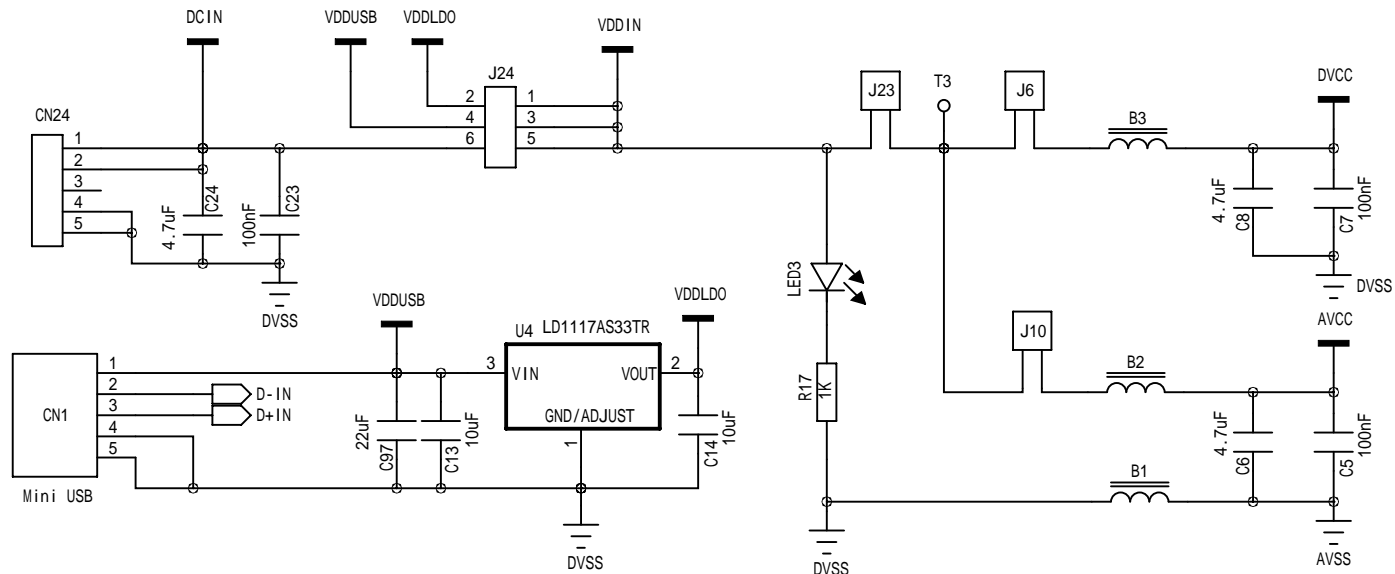 DCIN
VDDUSB
VDDLDO
VDDIN
J24
2
1
4
3
6
5
CN24
1
2
3
4
5
C24
4.7uF
C23
100nF
DVSS
J23
T3
J6
B3
DVCC
4.7uF
C8
C7
100nF
DVSS
LED3
R17
1K
J10
B2
AVCC
4.7uF
C6
C5
100nF
B1
DVSS
AVSS
VDDUSB
U4
LD1117AS33TR
VDDLDO
1
2
3
4
5
D-IN
D+IN
CN1
Mini USB
22uF
C97
C13
10uF
3
VIN
VOUT
2
GND/ADJUST
1
C14
10uF
DVSS